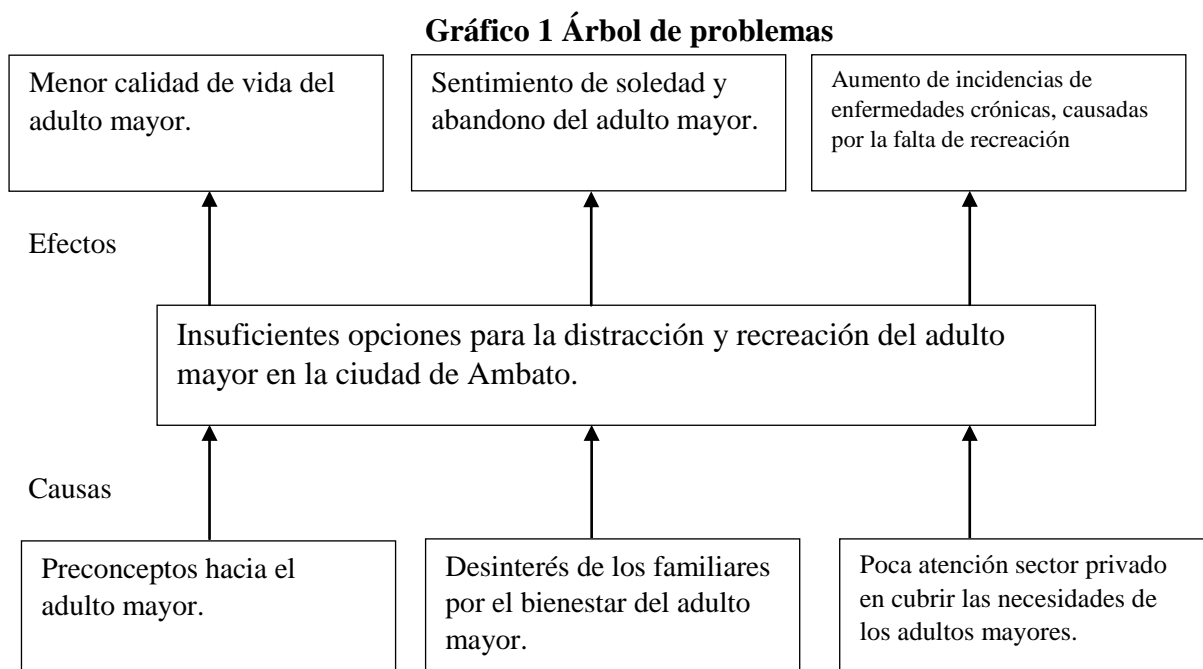 Gráfico 1 Árbol de problemas
Menor calidad de vida del
adulto mayor.
Sentimiento de soledad y
abandono del adulto mayor.
Aumento de incidencias de
enfermedades crónicas, causadas
por la falta de recreación
Efectos
Insuficientes opciones para la distracción y recreación del adulto
mayor en la ciudad de Ambato.
Causas
Preconceptos hacia el
adulto mayor.
Desinterés de los familiares
por el bienestar del adulto
mayor.
Poca atención sector privado
en cubrir las necesidades de
los adultos mayores.